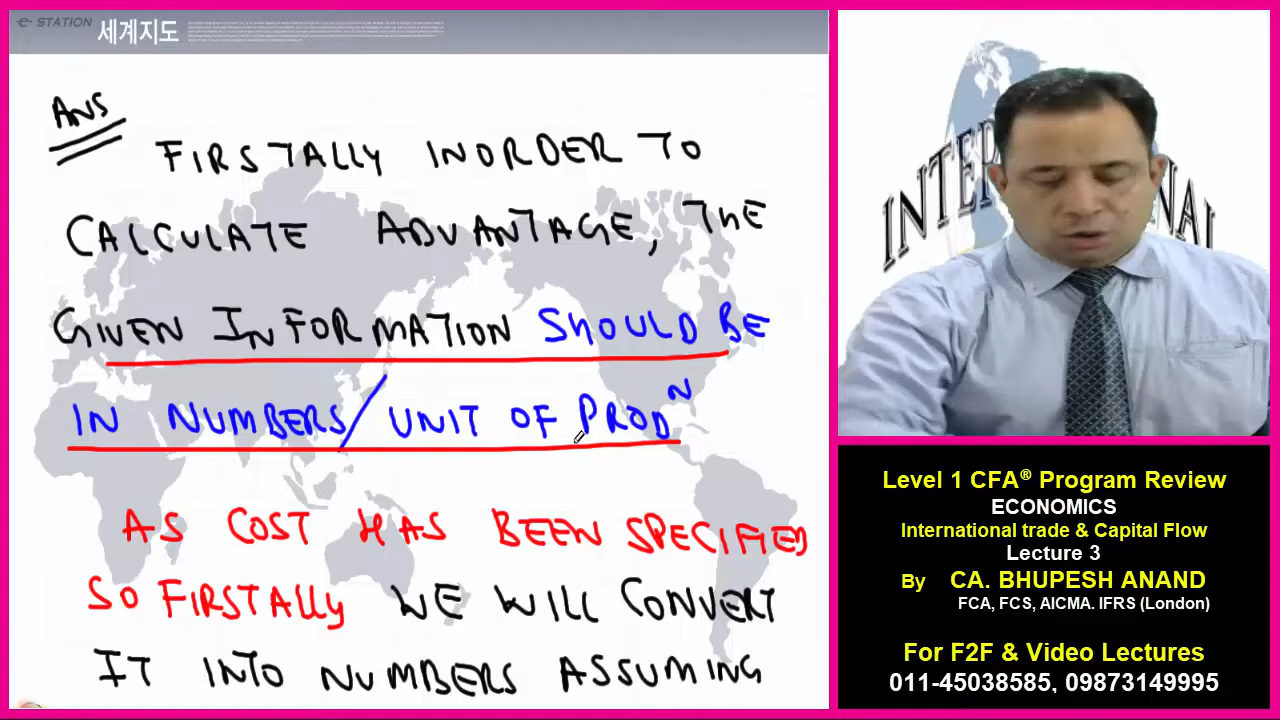 e-STATION
세계지도
ANS
FIRSTALLY INORDER TO
CALCULATE ADVANTAGE, THE
GIVEN INFORMATION SHOULD BE
IN NUMBERS/UNIT OF PRODN
AS COST HAS BEEN SPECIFIED
SO FIRSTALLY WE WILL CONVERT
IT INTO NUMBERS ASSUMING
INTERNATIONAL
Level 1 CFA® Program Review
ECONOMICS
International trade & Capital Flow
Lecture 3
By CA. BHUPESH ANAND
FCA, FCS, AICMA. IFRS (London)
For F2F & Video Lectures
011-45038585, 09873149995